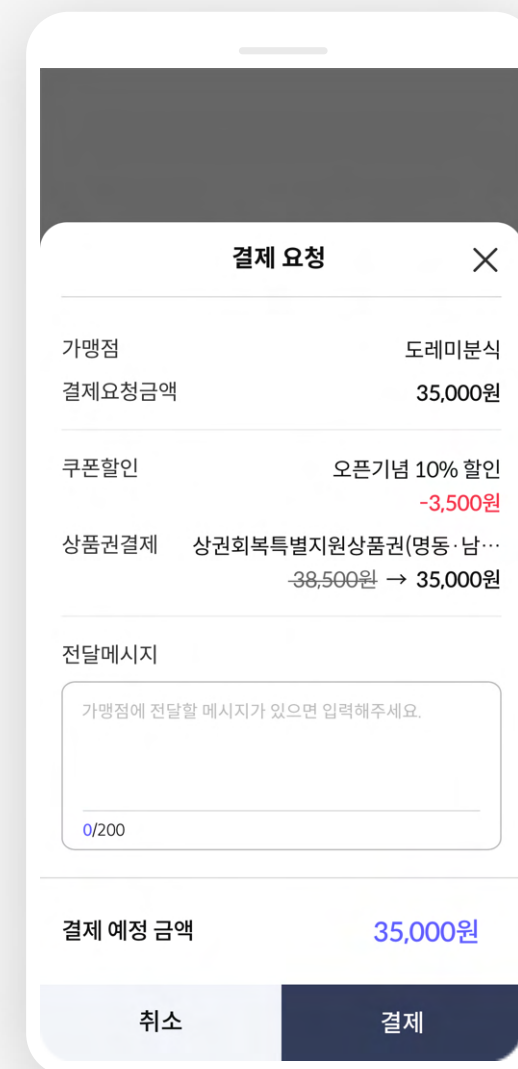 결제 요청
가맹점 도레미분식
결제요청금액 35,000원
쿠폰할인 오픈기념 10% 할인
-3,500원
상품권결제 상권회복특별지원상품권(명동·남…
38,500원 → 35,000원
전달메시지
가맹점에 전달할 메시지가 있으면 입력해주세요.
0/200
결제 예정 금액 35,000원
취소 결제